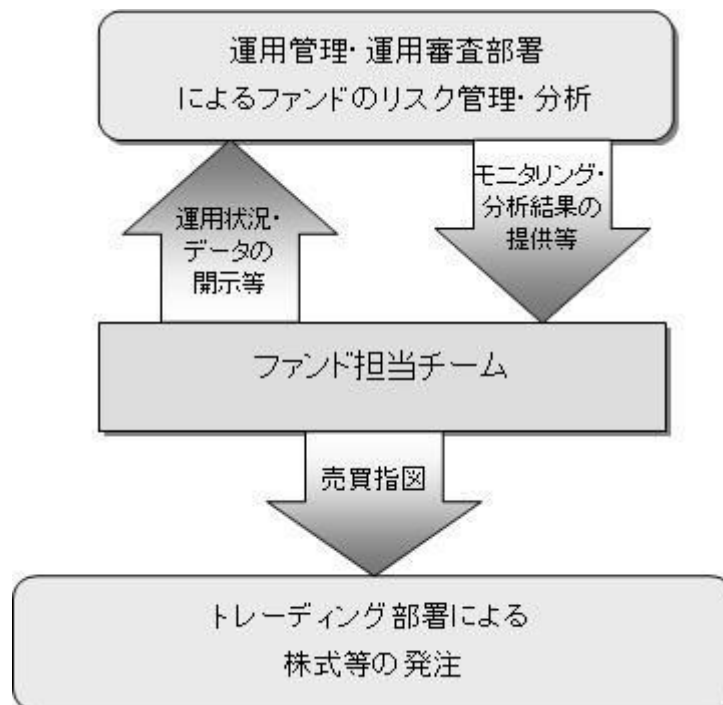 運用管理・運用審査部署
によるファンドのリスク管理・分析
運用状況・
データの
開示等
モニタリング・
分析結果の
提供等
ファンド担当チーム
売買指図
トレーディング部署による
株式等の発注